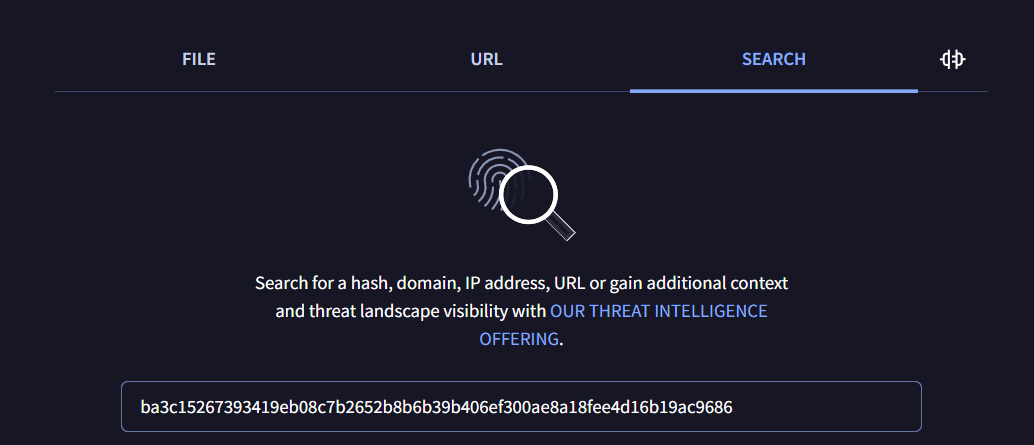 FILE
URL
SEARCH
Search for a hash, domain, IP address, URL or gain additional context
and threat landscape visibility with OUR THREAT INTELLIGENCE
OFFERING.
ba3c15267393419eb08c7b2652b8b6b39b406ef300ae8a18fee4d16b19ac9686